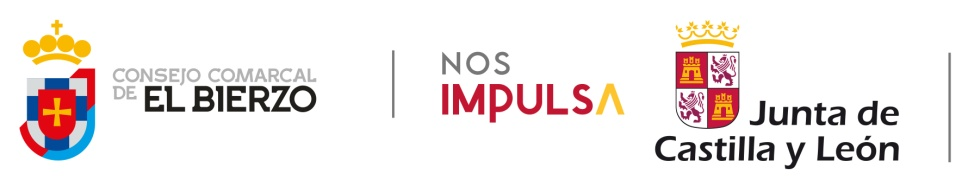 CONSEJO COMARCAL
DE EL BIERZO
NOS
IMPULSA
Junta de
Castilla y León